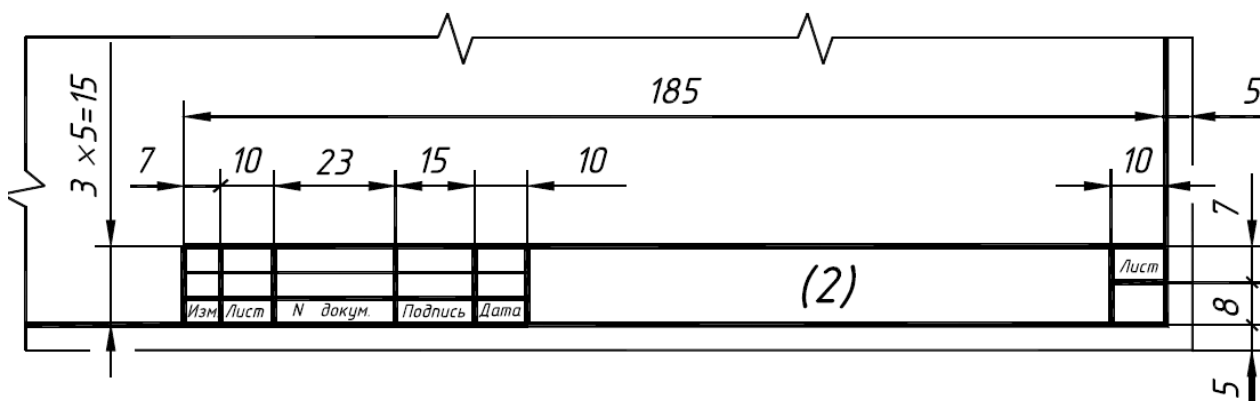 185
5
3 × 5=15
7
10
23
15
10
10
7
Лист
(2)
Изм
Лист
N докум.
Подпись
Дата
8
5